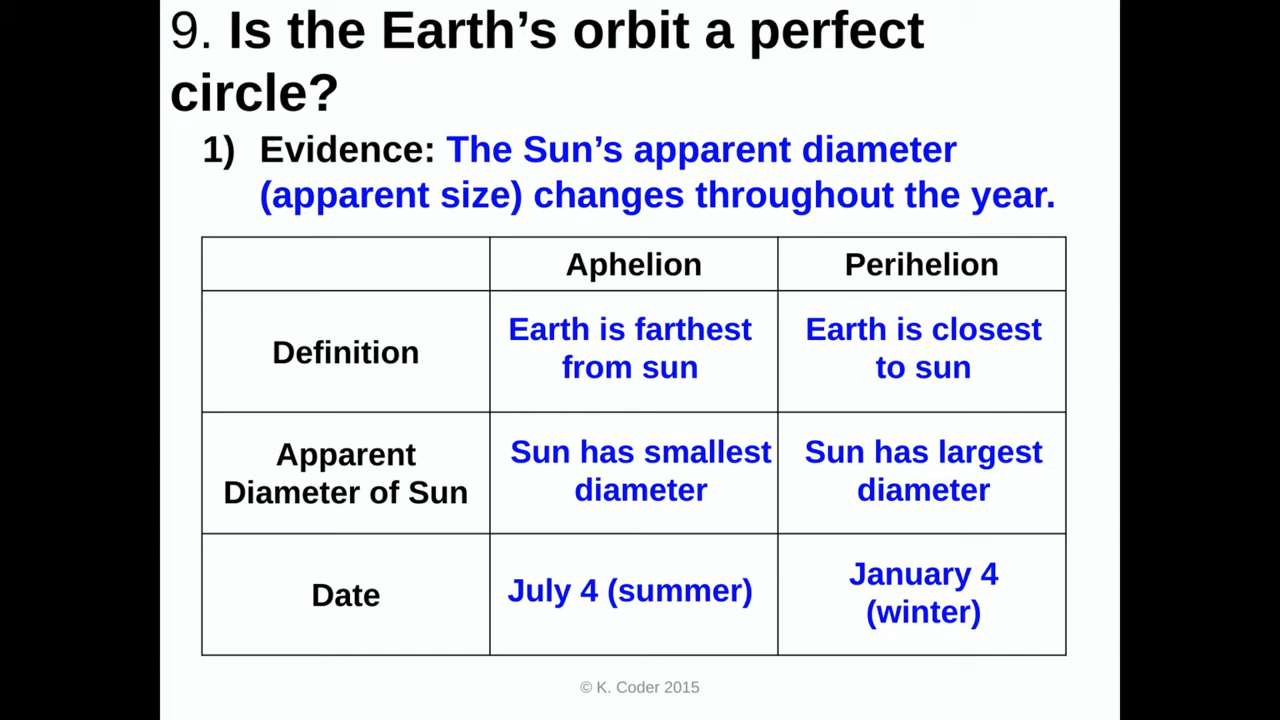 9. Is the Earth’s orbit a perfect
circle?
1) Evidence: The Sun’s apparent diameter
(apparent size) changes throughout the year.
Aphelion
Perihelion
Definition
Earth is farthest
from sun
Earth is closest
to sun
Apparent
Diameter of Sun
Sun has smallest
diameter
Sun has largest
diameter
Date
July 4 (summer)
January 4
(winter)
© K. Coder 2015